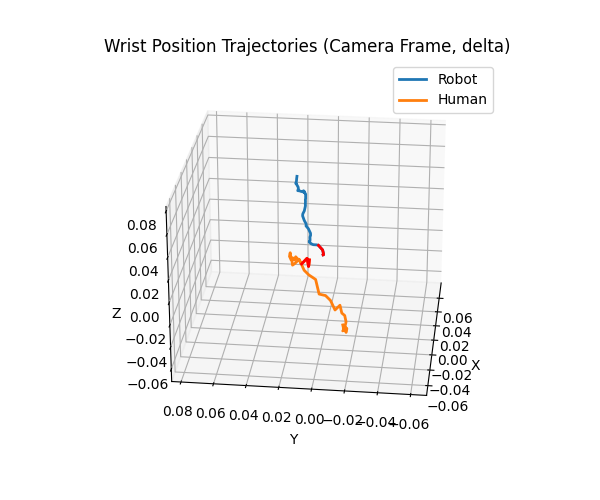 Wrist Position Trajectories (Camera Frame, delta)
Robot
Human
0.08
0.06
0.04
0.02
0.00
−0.02
−0.04
−0.06
Z
0.06
0.04
0.02
0.00
−0.02
−0.04
−0.06
X
0.08 0.06 0.04 0.02 0.00 −0.02 −0.04 −0.06
Y